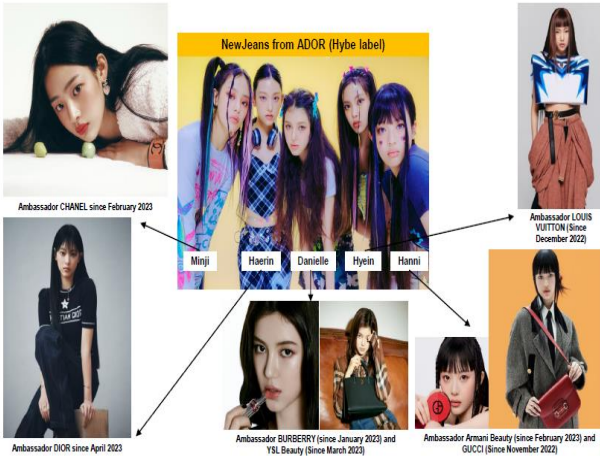 NewJeans from ADOR (Hybe label)
Ambassador CHANEL since February 2023
Ambassador LOUIS
VUITTON (Since
December 2022)
Minji
Haerin
Danielle
Hyein
Hanni
Ambassador DIOR since April 2023
Ambassador BURBERRY (since January 2023) and
YSL Beauty (Since March 2023)
Ambassador Armani Beauty (since February 2023) and
GUCCI (Since November 2022)